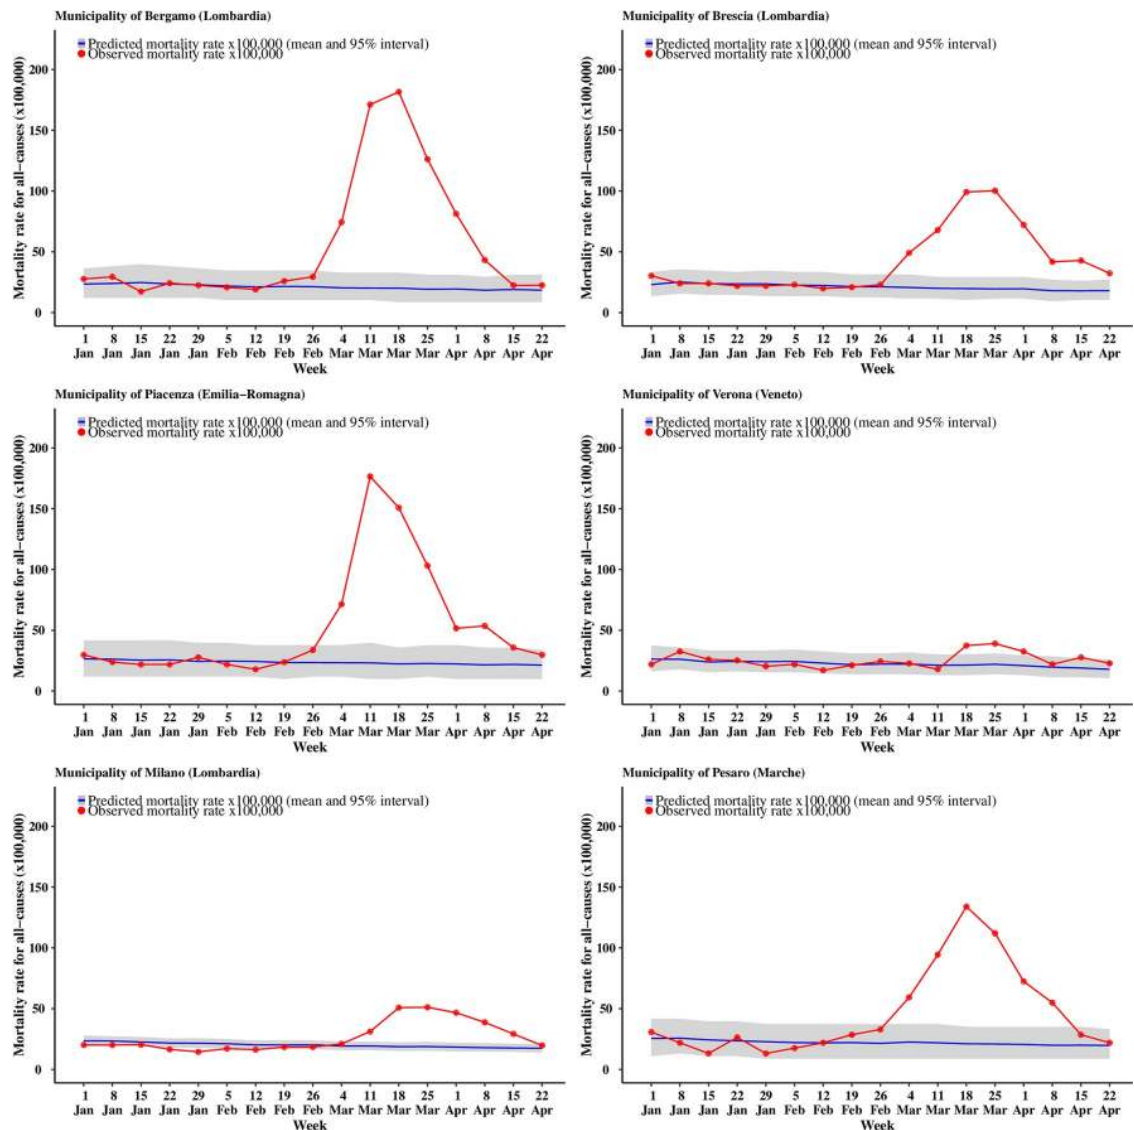 Municipality of Bergamo (Lombardia)
Predicted mortality rate x100,000 (mean and 95% interval)
Observed mortality rate x100,000
Mortality rate for all−causes (x100,000)
200
150
100
50
0
1 8 15 22 29 5 12 19 26 4 11 18 25 1 8 15 22
Jan Jan Jan Jan Jan Feb Feb Feb Feb Mar Mar Mar Mar Apr Apr Apr Apr
Week
Municipality of Brescia (Lombardia)
Predicted mortality rate x100,000 (mean and 95% interval)
Observed mortality rate x100,000
Mortality rate for all−causes (x100,000)
200
150
100
50
0
1 8 15 22 29 5 12 19 26 4 11 18 25 1 8 15 22
Jan Jan Jan Jan Jan Feb Feb Feb Feb Mar Mar Mar Mar Apr Apr Apr Apr
Week
Municipality of Piacenza (Emilia−Romagna)
Predicted mortality rate x100,000 (mean and 95% interval)
Observed mortality rate x100,000
Mortality rate for all−causes (x100,000)
200
150
100
50
0
1 8 15 22 29 5 12 19 26 4 11 18 25 1 8 15 22
Jan Jan Jan Jan Jan Feb Feb Feb Feb Mar Mar Mar Mar Apr Apr Apr Apr
Week
Municipality of Verona (Veneto)
Predicted mortality rate x100,000 (mean and 95% interval)
Observed mortality rate x100,000
Mortality rate for all−causes (x100,000)
200
150
100
50
0
1 8 15 22 29 5 12 19 26 4 11 18 25 1 8 15 22
Jan Jan Jan Jan Jan Feb Feb Feb Feb Mar Mar Mar Mar Apr Apr Apr Apr
Week
Municipality of Milano (Lombardia)
Predicted mortality rate x100,000 (mean and 95% interval)
Observed mortality rate x100,000
Mortality rate for all−causes (x100,000)
200
150
100
50
0
1 8 15 22 29 5 12 19 26 4 11 18 25 1 8 15 22
Jan Jan Jan Jan Jan Feb Feb Feb Feb Mar Mar Mar Mar Apr Apr Apr Apr
Week
Municipality of Pesaro (Marche)
Predicted mortality rate x100,000 (mean and 95% interval)
Observed mortality rate x100,000
Mortality rate for all−causes (x100,000)
200
150
100
50
0
1 8 15 22 29 5 12 19 26 4 11 18 25 1 8 15 22
Jan Jan Jan Jan Jan Feb Feb Feb Feb Mar Mar Mar Mar Apr Apr Apr Apr
Week